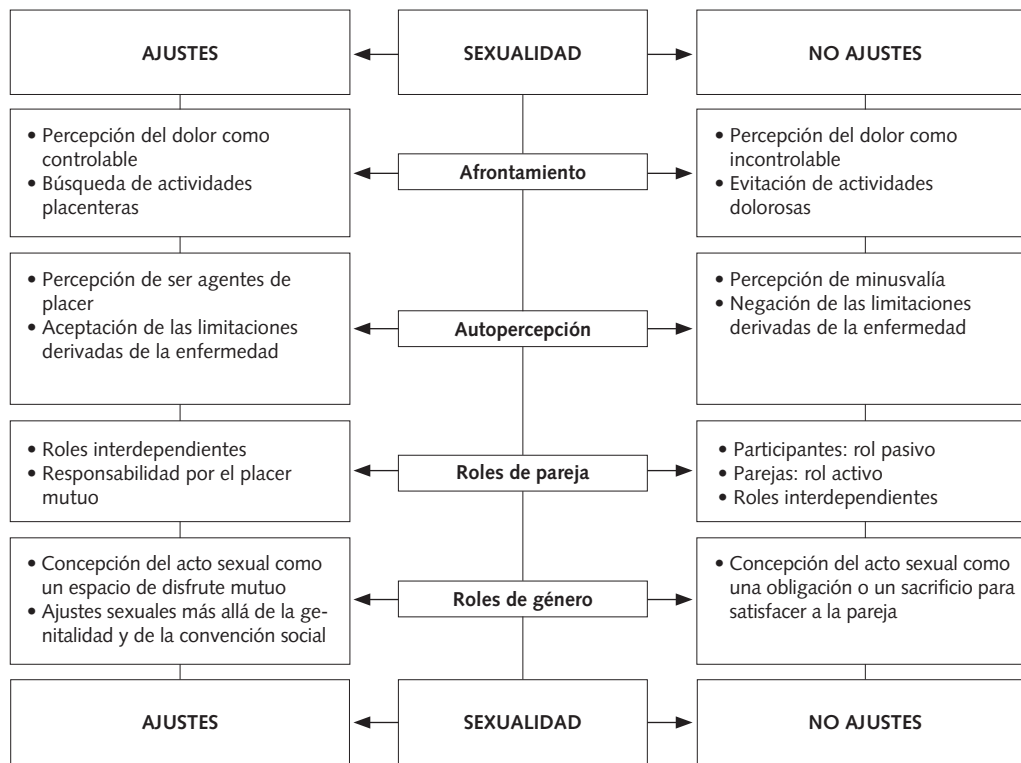 AJUSTES
SEXUALIDAD
NO AJUSTES
• Percepción del dolor como
controlable
• Búsqueda de actividades
placenteras
Afrontamiento
• Percepción del dolor como
incontrolable
• Evitación de actividades
dolorosas
• Percepción de ser agentes de
placer
• Aceptación de las limitaciones
derivadas de la enfermedad
Autopercepción
• Percepción de minusvalía
• Negación de las limitaciones
derivadas de la enfermedad
• Roles interdependientes
• Responsabilidad por el placer
mutuo
Roles de pareja
• Participantes: rol pasivo
• Parejas: rol activo
• Roles interdependientes
• Concepción del acto sexual como
un espacio de disfrute mutuo
• Ajustes sexuales más allá de la ge-
nitalidad y de la convención social
Roles de género
• Concepción del acto sexual como
una obligación o un sacrificio para
satisfacer a la pareja
AJUSTES
SEXUALIDAD
NO AJUSTES